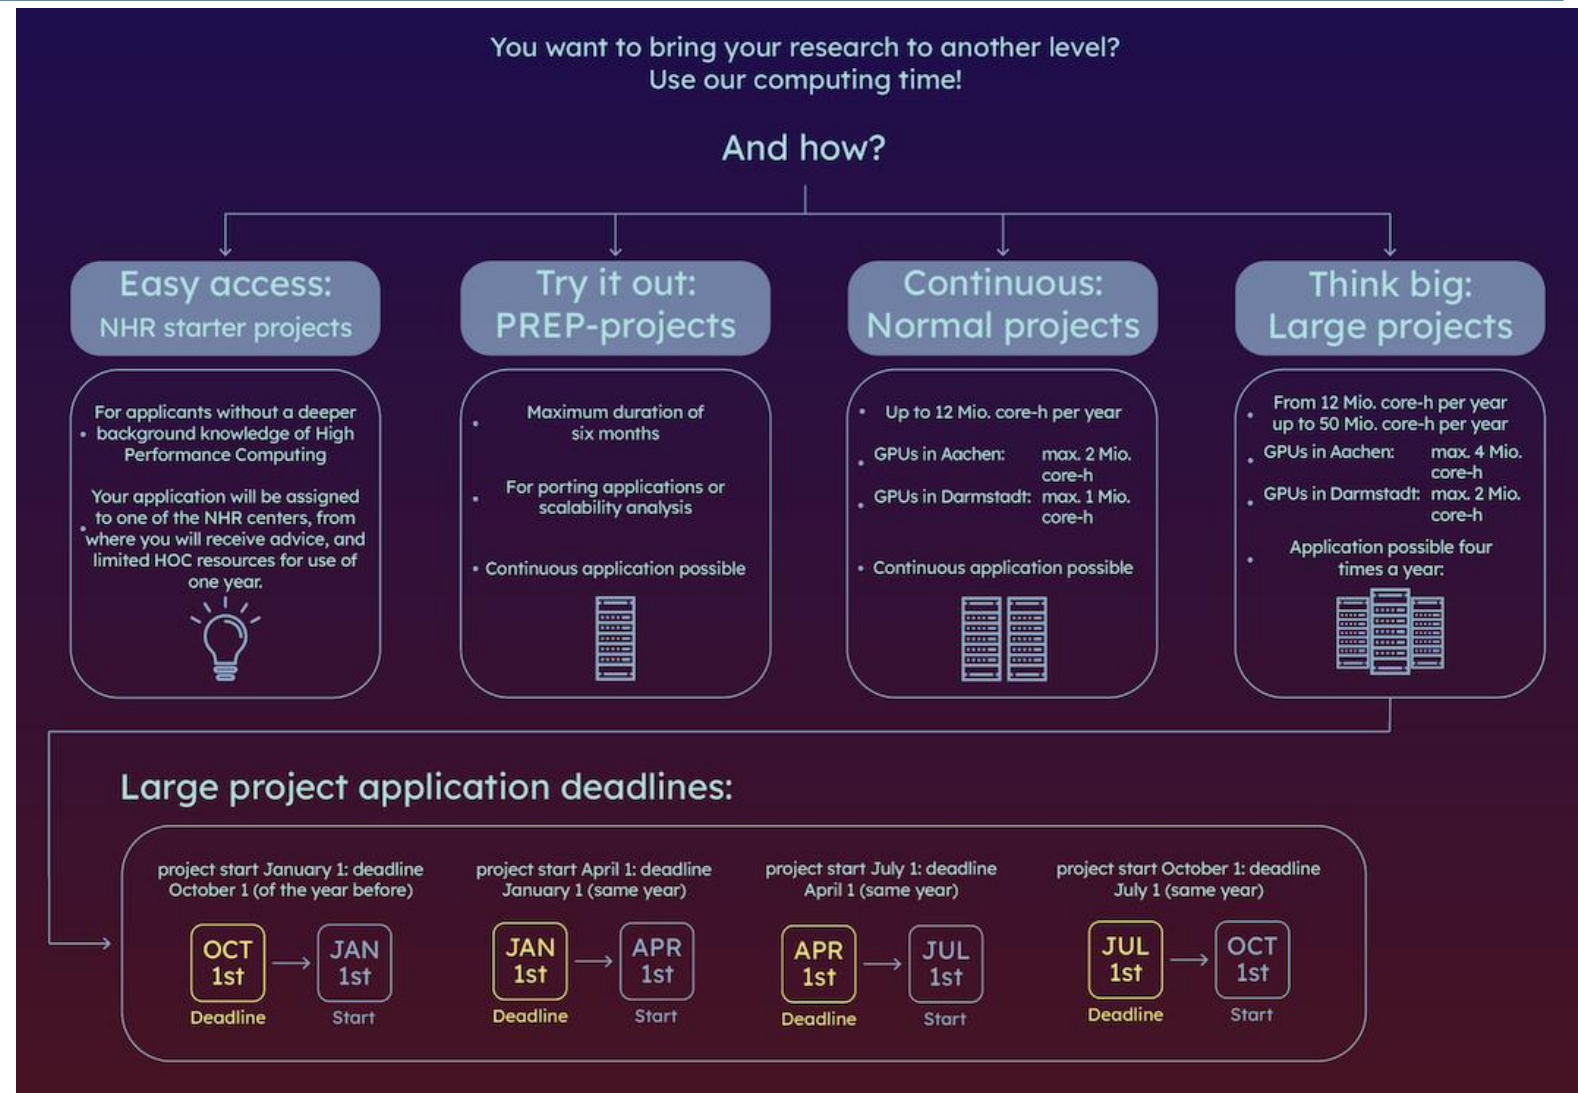 You want to bring your research to another level?
Use our computing time!
And how?
Easy access:
NHR starter projects
For applicants without a deeper
• background knowledge of High
Performance Computing
Your application will be assigned
to one of the NHR centers, from
• where you will receive advice, and
limited HOC resources for use of
one year.
Try it out:
PREP-projects
• Maximum duration of
six months
• For porting applications or
scalability analysis
• Continuous application possible
Continuous:
Normal projects
• Up to 12 Mio. core-h per year
• GPUs in Aachen: max. 2 Mio.
core-h
• GPUs in Darmstadt: max. 1 Mio.
core-h
• Continuous application possible
Think big:
Large projects
• From 12 Mio. core-h per year
up to 50 Mio. core-h per year
• GPUs in Aachen: max. 4 Mio.
core-h
• GPUs in Darmstadt: max. 2 Mio.
core-h
• Application possible four
times a year:
Large project application deadlines:
project start January 1: deadline
October 1 (of the year before)
OCT
1st
Deadline
JAN
1st
Start
project start April 1: deadline
January 1 (same year)
JAN
1st
Deadline
APR
1st
Start
project start July 1: deadline
April 1 (same year)
APR
1st
Deadline
JUL
1st
Start
project start October 1: deadline
July 1 (same year)
JUL
1st
Deadline
OCT
1st
Start